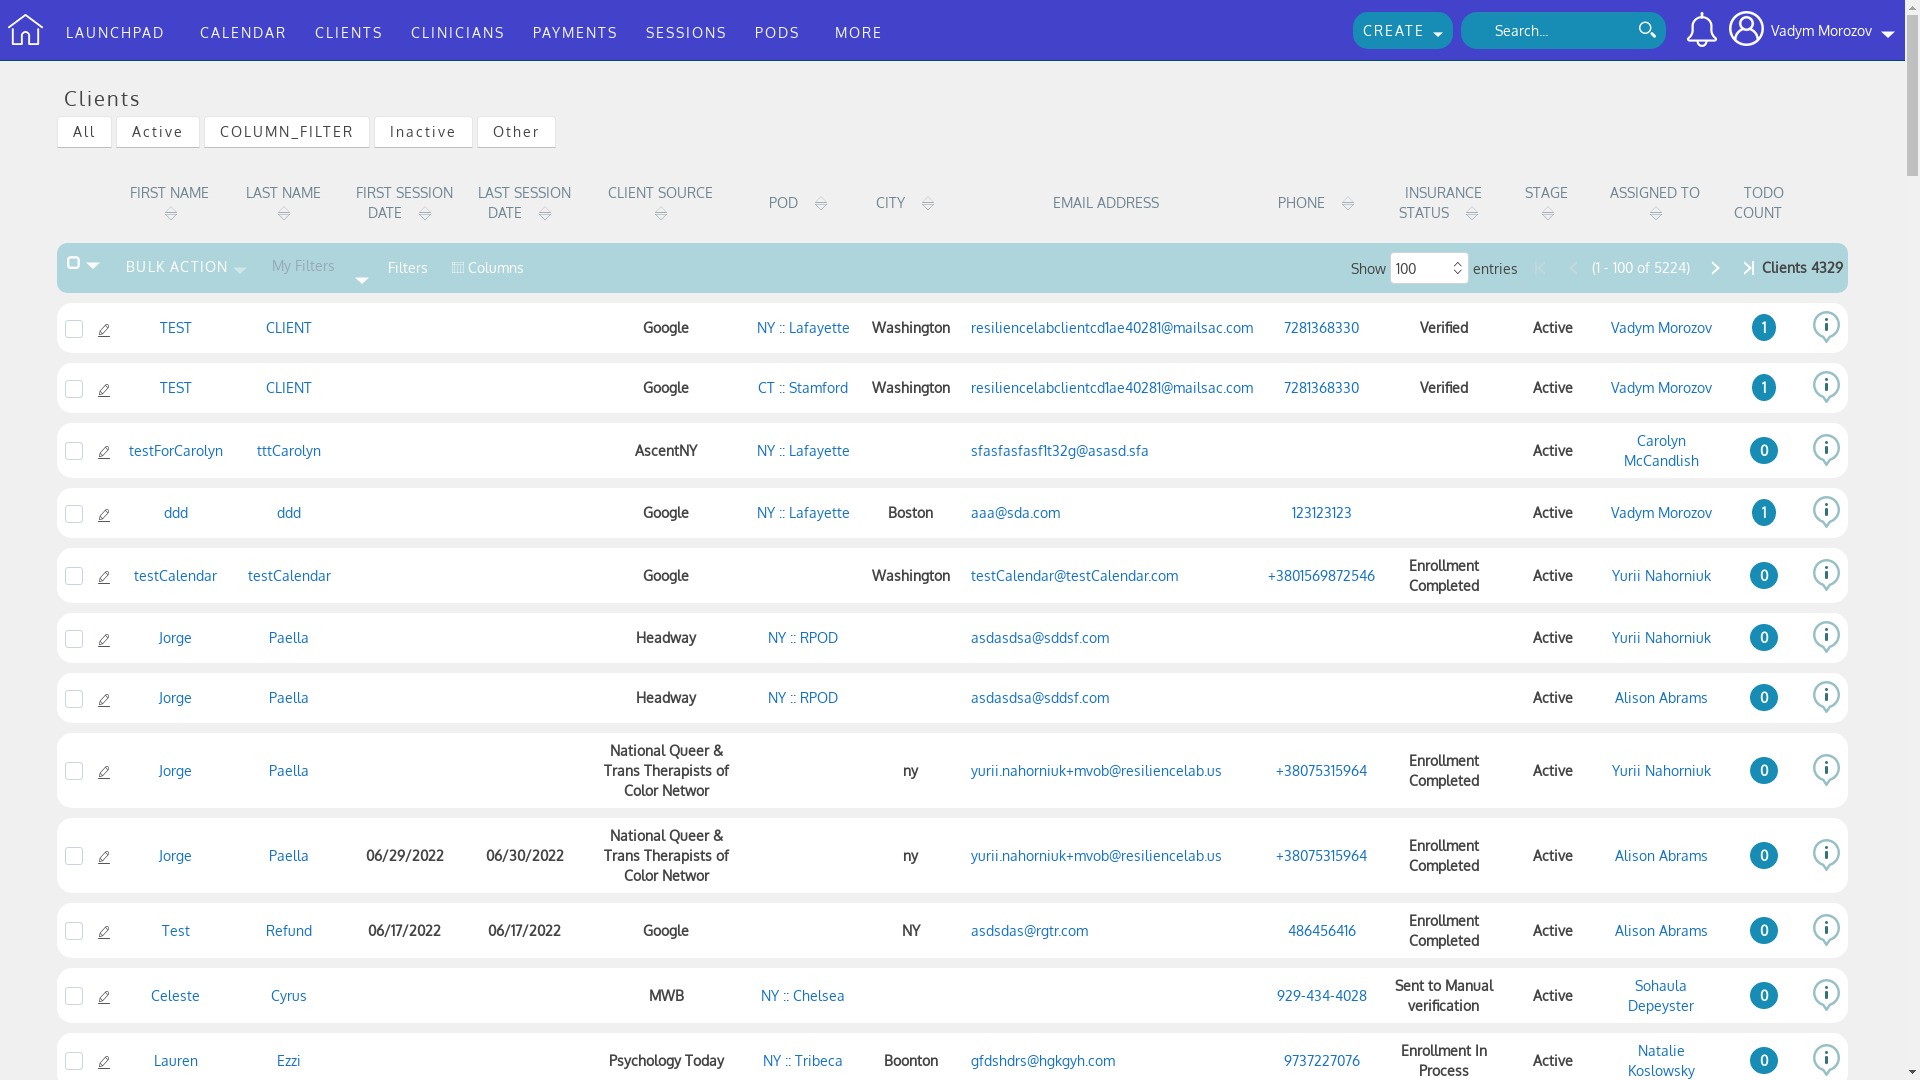 LAUNCHPAD CALENDAR CLIENTS CLINICIANS PAYMENTS SESSIONS PODS MORE CREATE Search... Vadym Morozov
Clients
All Active COLUMN_FILTER Inactive Other
FIRST NAME LAST NAME FIRST SESSION DATE LAST SESSION DATE CLIENT SOURCE POD CITY EMAIL ADDRESS PHONE INSURANCE STATUS STAGE ASSIGNED TO TODO COUNT
BULK ACTION My Filters Filters Columns Show 100 entries (1 - 100 of 5224) Clients 4329
TEST CLIENT Google NY :: Lafayette Washington resiliencelabclientcd1ae40281@mailsac.com 7281368330 Verified Active Vadym Morozov 1
TEST CLIENT Google CT :: Stamford Washington resiliencelabclientcd1ae40281@mailsac.com 7281368330 Verified Active Vadym Morozov 1
testForCarolyn tttCarolyn AscentNY NY :: Lafayette sfasfasfasf1t32g@asasd.sfa Active Carolyn McCandlish 0
ddd ddd Google NY :: Lafayette Boston aaa@sda.com 123123123 Active Vadym Morozov 1
testCalendar testCalendar Google Washington testCalendar@testCalendar.com +3801569872546 Enrollment Completed Active Yurii Nahorniuk 0
Jorge Paella Headway NY :: RPOD asdasdsa@sddsf.com Active Yurii Nahorniuk 0
Jorge Paella Headway NY :: RPOD asdasdsa@sddsf.com Active Alison Abrams 0
Jorge Paella National Queer & Trans Therapists of Color Networ ny yurii.nahorniuk+mvob@resiliencelab.us +38075315964 Enrollment Completed Active Yurii Nahorniuk 0
Jorge Paella 06/29/2022 06/30/2022 National Queer & Trans Therapists of Color Networ ny yurii.nahorniuk+mvob@resiliencelab.us +38075315964 Enrollment Completed Active Alison Abrams 0
Test Refund 06/17/2022 06/17/2022 Google NY asdsdas@rgtr.com 486456416 Enrollment Completed Active Alison Abrams 0
Celeste Cyrus MWB NY :: Chelsea 929-434-4028 Sent to Manual verification Active Sohaula Depeyster 0
Lauren Ezzi Psychology Today NY :: Tribeca Boonton gfdshdrs@hgkgyh.com 9737227076 Enrollment In Process Active Natalie Koslowsky 0